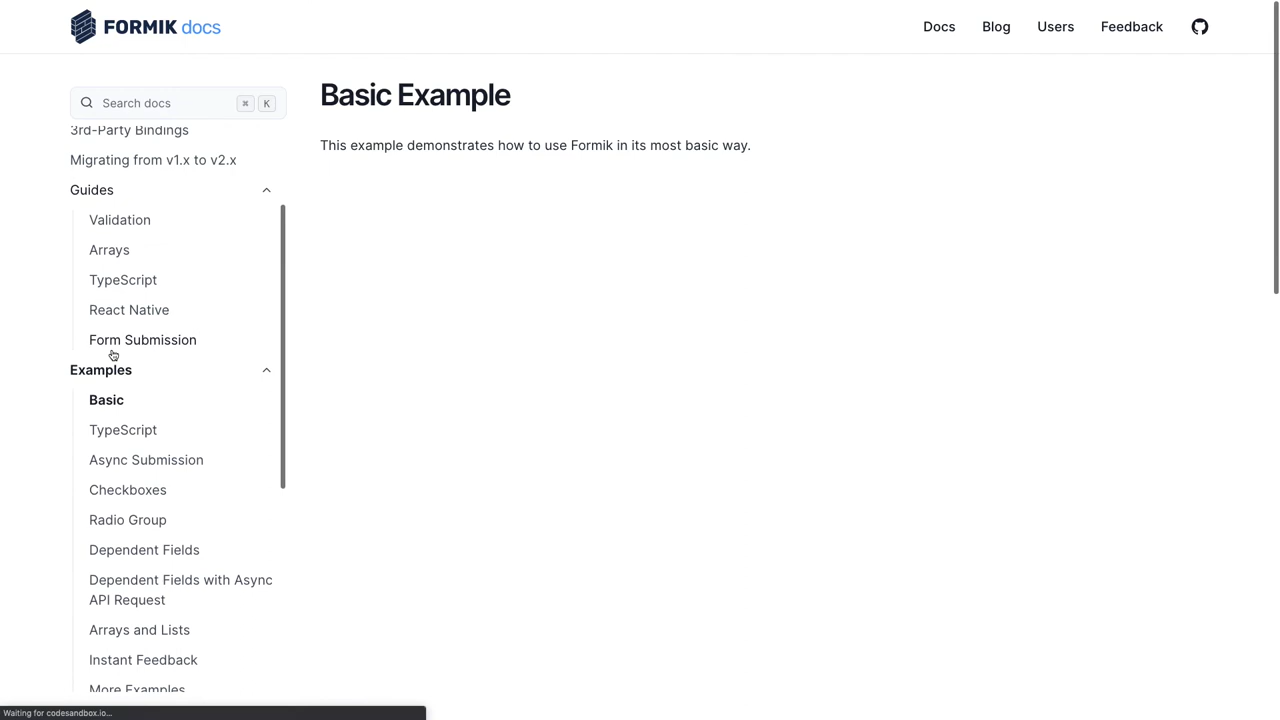 FORMIK docs
Docs
Blog
Users
Feedback
Search docs
⌘
K
3rd-Party Bindings
Migrating from v1.x to v2.x
Guides
Validation
Arrays
TypeScript
React Native
Form Submission
Examples
Basic
TypeScript
Async Submission
Checkboxes
Radio Group
Dependent Fields
Dependent Fields with Async
API Request
Arrays and Lists
Instant Feedback
More Examples
Basic Example
This example demonstrates how to use Formik in its most basic way.
Waiting for codesandbox.io...